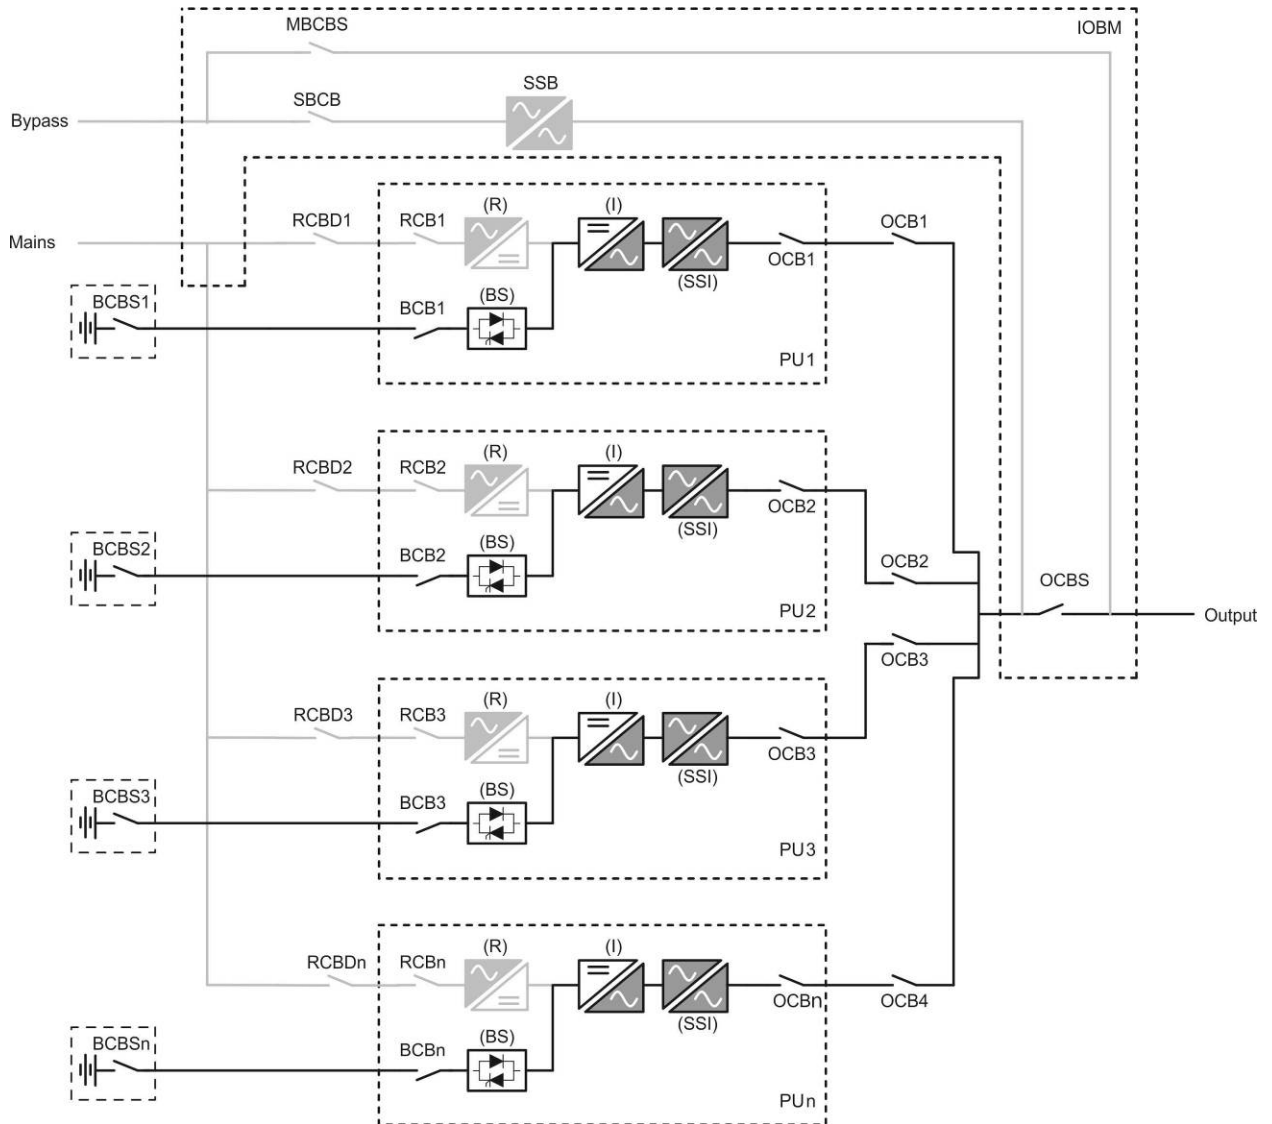 MBCBS
IOBM
SSB
SBCB
Bypass
(R)
(I)
RCBD1
RCB1
OCB1
Mains
OCB1
(SSI)
BCBS1
BCB1
(BS)
PU1
(R)
(I)
RCBD2
RCB2
OCB2
(SSI)
BCBS2
BCB2
(BS)
OCB2
OCBS
PU2
Output
OCB3
(R)
(I)
RCBD3
RCB3
OCB3
(SSI)
BCBS3
BCB3
(BS)
PU3
(R)
(I)
RCBDn
RCBn
OCBn
OCB4
(SSI)
BCBSn
BCBn
(BS)
PUn